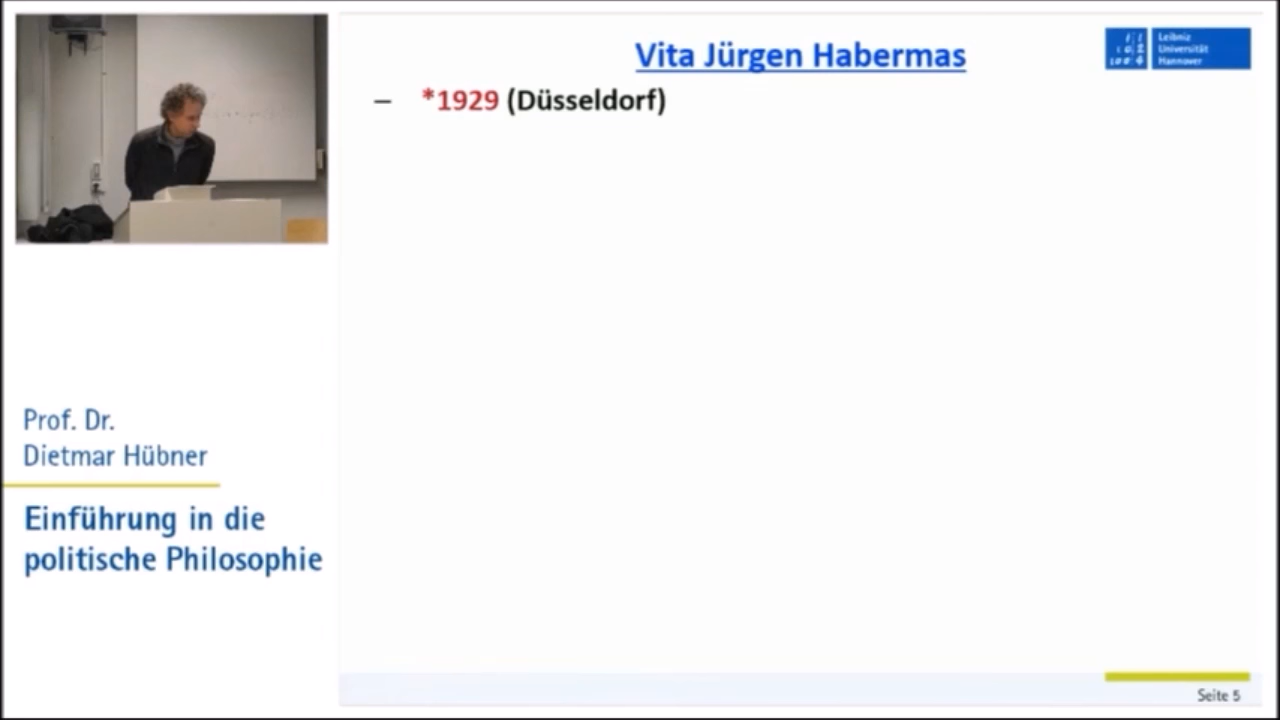 Vita Jürgen Habermas
– *1929 (Düsseldorf)
Leibniz
Universität
Hannover
Prof. Dr.
Dietmar Hübner
Einführung in die
politische Philosophie
Seite 5